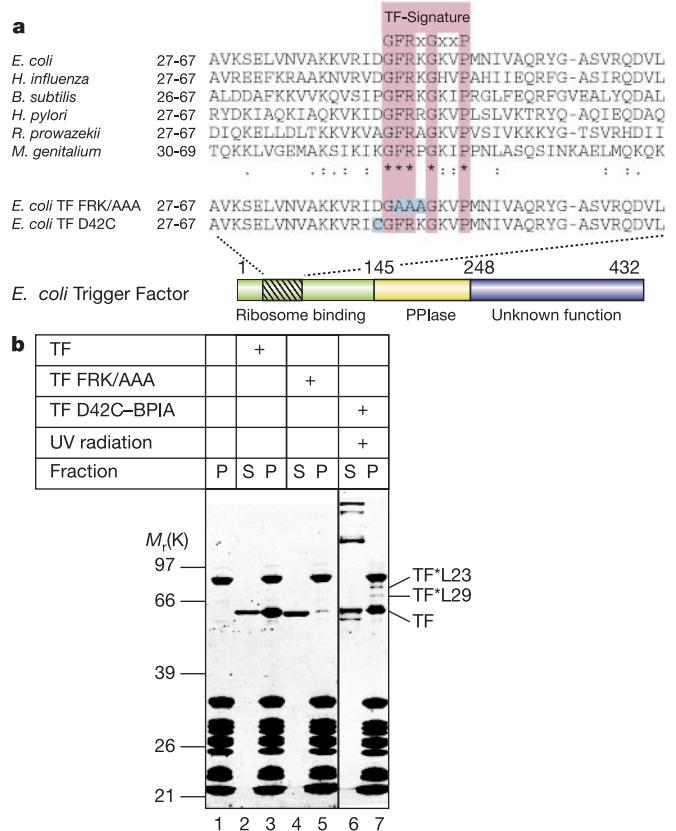 a
TF-Signature
GFRxGxxP
E. coli 27-67 AVKSELVNVAKKVRIDGFRKGKVPMNIVAQRYG-ASVRQDVL
H. influenza 27-67 AVREEFKRAAKNVRVDGFRKGHVPAHIIEQRFG-ASIRQDVL
B. subtilis 26-67 ALDDAFKKVVKQVSIPGFRKGKIPRGLFEQRFGVEALYQDAL
H. pylori 27-67 RYDKIAQKIAQKVKIDGFRRGKVPLSLVKTRYQ-AQIEQDAQ
R. prowazekii 27-67 DIQKELLDLTKKVKVAGFRAGKVPVSIVKKKYG-TSVRHDII
M. genitalium 30-69 TQKKLVGEMAKSIKIKGFRKGKIPPNLASQSINKAELMQKQK
. .:.: .*** * * . . : .. :
E. coli TF FRK/AAA 27-67 AVKSELVNVAKKVRIDGAAAGKVPMNIVAQRYG-ASVRQDVL
E. coli TF D42C 27-67 AVKSELVNVAKKVRICGFRKGKVPMNIVAQRYG-ASVRQDVL
1 145 248 432
E. coli Trigger Factor
Ribosome binding PPIase Unknown function
b
TF +
TF FRK/AAA +
TF D42C–BPIA +
UV radiation +
Fraction P S P S P S P
Mr(K)
97
TF*L23
66
TF*L29
TF
39
26
21
1 2 3 4 5 6 7